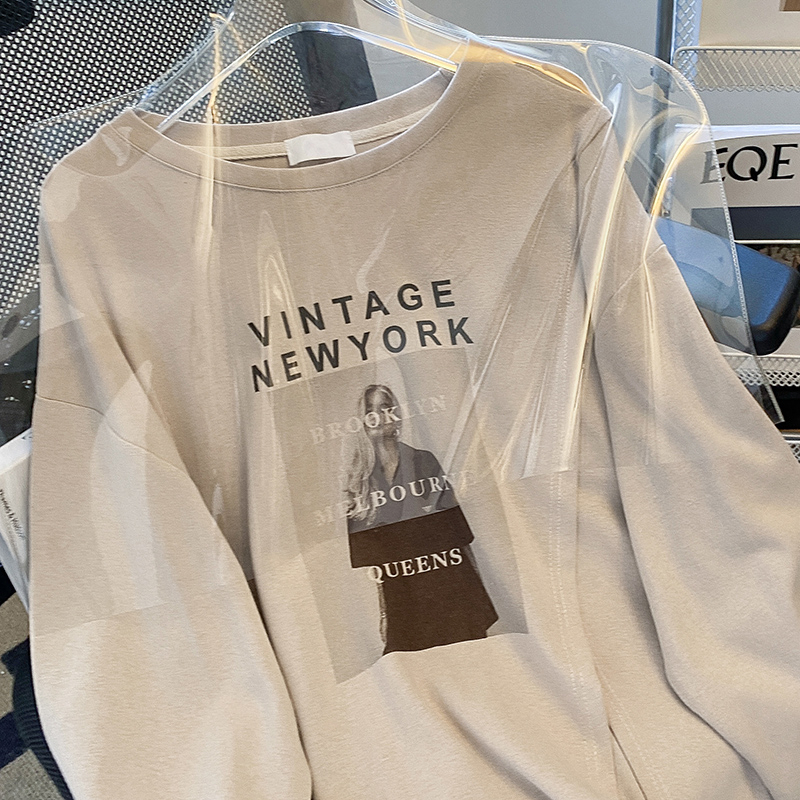 VINTAGE
NEWYORK
BROOKLYN
MELBOURNE
QUEENS
EQE